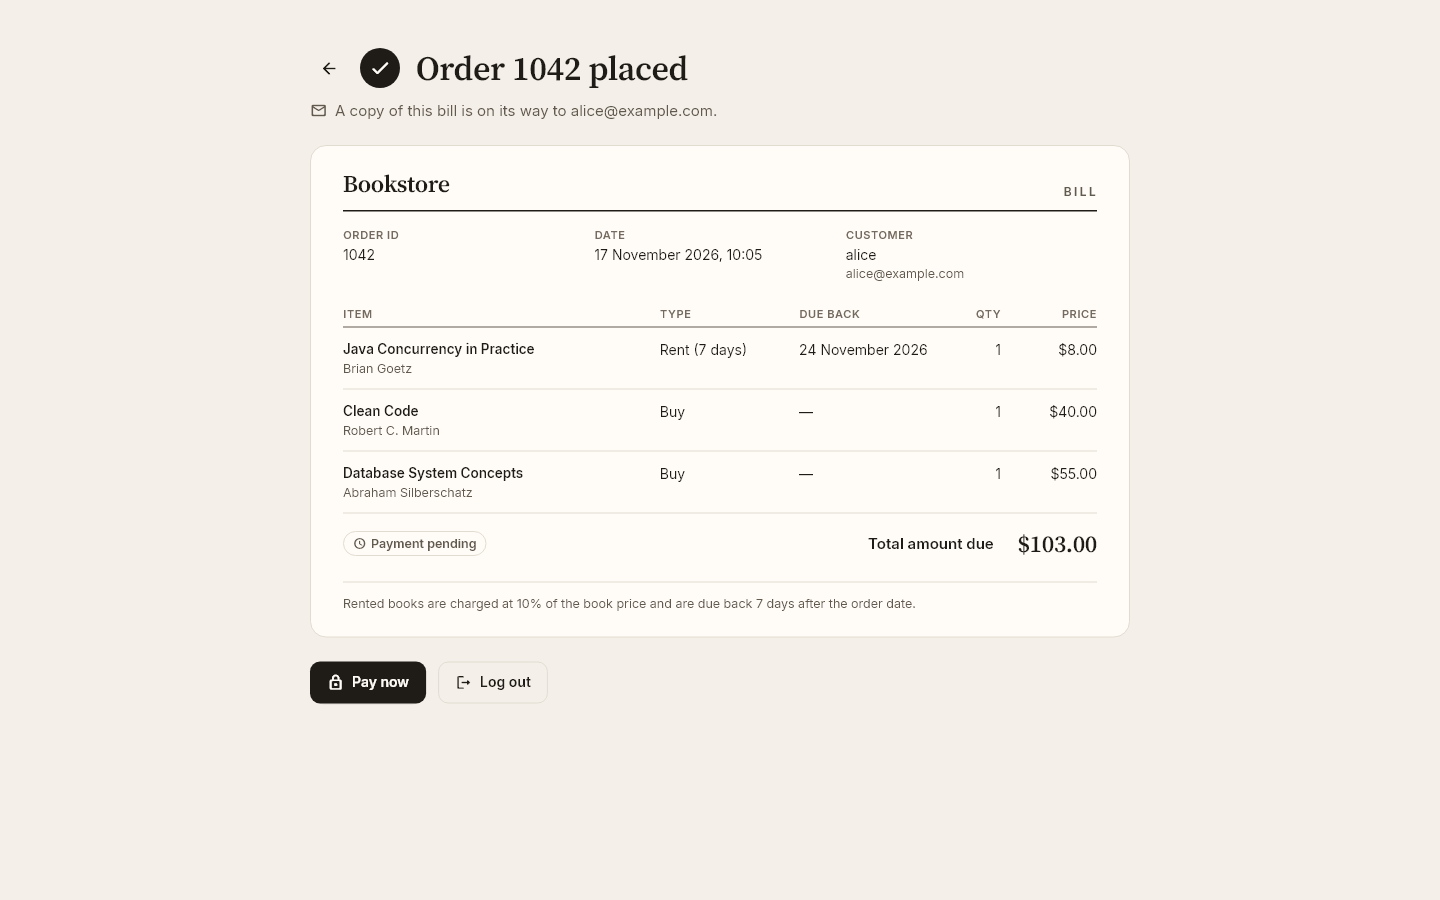 Order 1042 placed
A copy of this bill is on its way to alice@example.com.
Bookstore
BILL
ORDER ID DATE CUSTOMER
1042 17 November 2026, 10:05 alice
alice@example.com
ITEM TYPE DUE BACK QTY PRICE
Java Concurrency in Practice Rent (7 days) 24 November 2026 1 $8.00
Brian Goetz
Clean Code Buy — 1 $40.00
Robert C. Martin
Database System Concepts Buy — 1 $55.00
Abraham Silberschatz
Payment pending Total amount due $103.00
Rented books are charged at 10% of the book price and are due back 7 days after the order date.
Pay now Log out